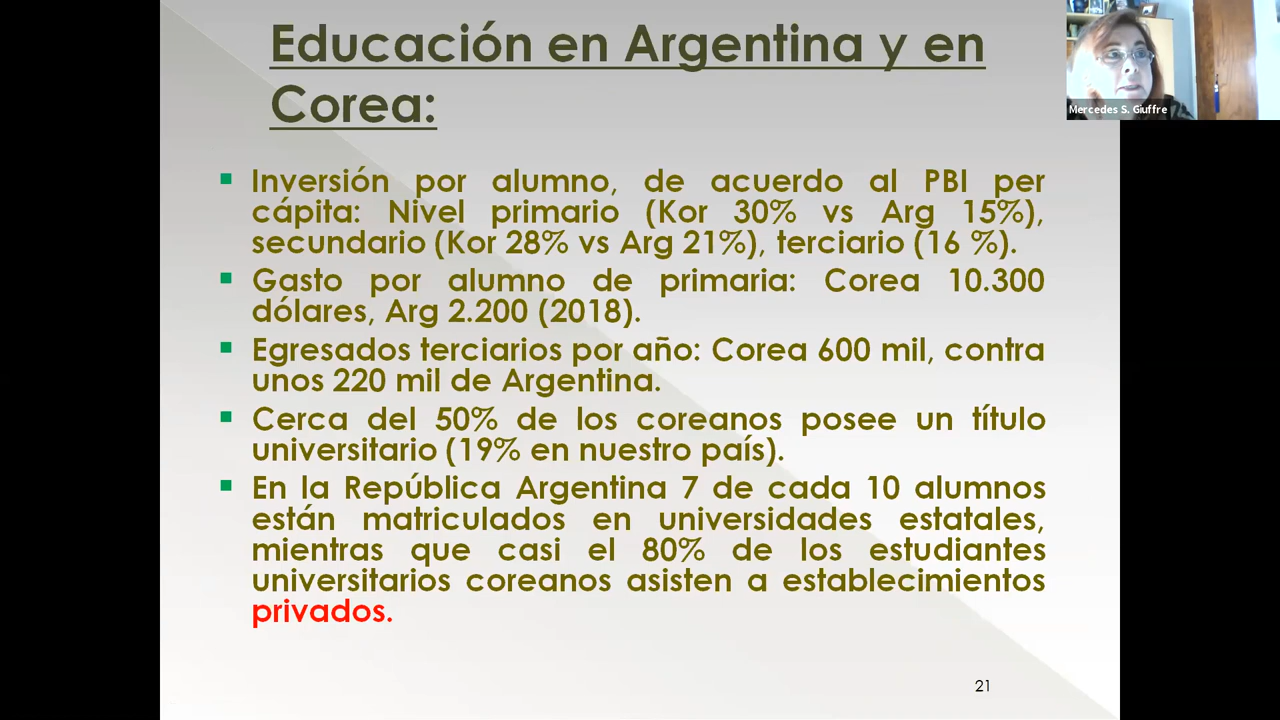 Educación en Argentina y en
Corea:
Mercedes S. Giuffre
▪ Inversión por alumno, de acuerdo al PBI per
cápita: Nivel primario (Kor 30% vs Arg 15%),
secundario (Kor 28% vs Arg 21%), terciario (16 %).
▪ Gasto por alumno de primaria: Corea 10.300
dólares, Arg 2.200 (2018).
▪ Egresados terciarios por año: Corea 600 mil, contra
unos 220 mil de Argentina.
▪ Cerca del 50% de los coreanos posee un título
universitario (19% en nuestro país).
▪ En la República Argentina 7 de cada 10 alumnos
están matriculados en universidades estatales,
mientras que casi el 80% de los estudiantes
universitarios coreanos asisten a establecimientos
privados.
21